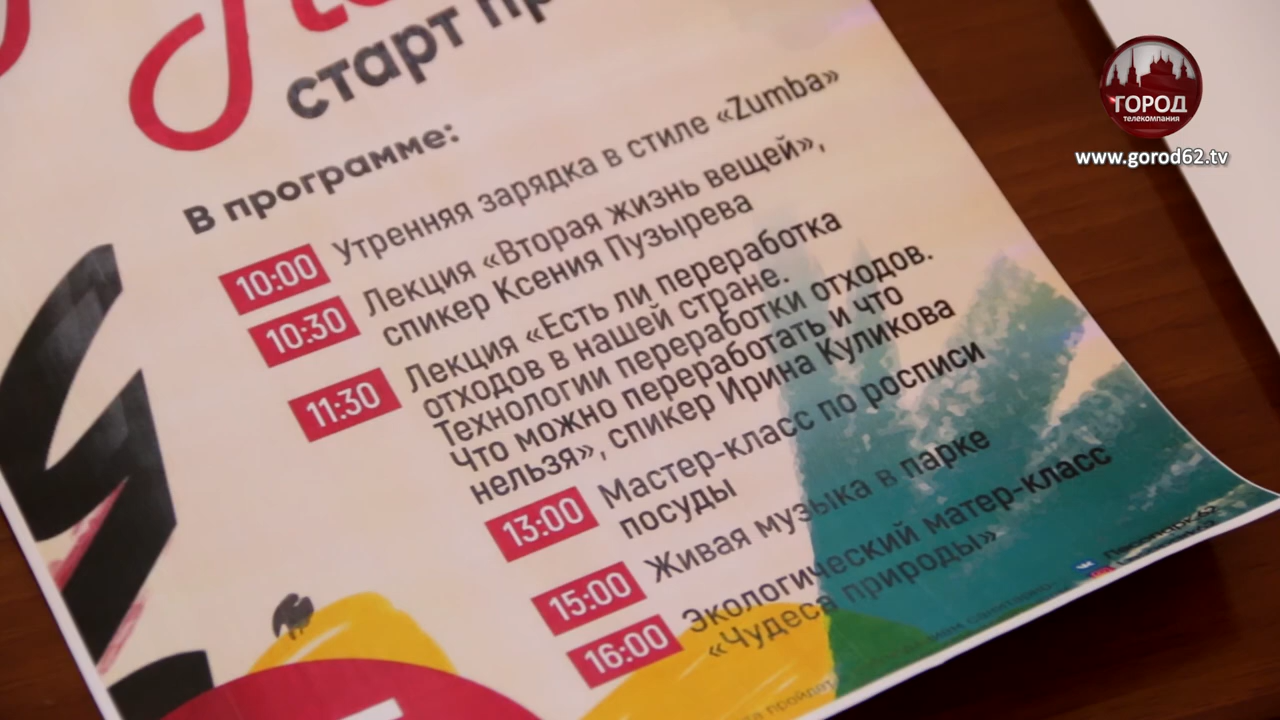 ГОРОД
ТЕЛЕКОМПАНИЯ
www.gorod62.tv
старт
В программе:
10:00 Утренняя зарядка в стиле «Zumba»
10:30 Лекция «Вторая жизнь вещей»,
спикер Ксения Пузырева
11:30 Лекция «Есть ли переработка
отходов в нашей стране.
Технологии переработки отходов.
Что можно переработать и что
нельзя», спикер Ирина Куликова
13:00 Мастер-класс по росписи
посуды
15:00 Живая музыка в парке
16:00 Экологический матер-класс
«Чудеса природы»